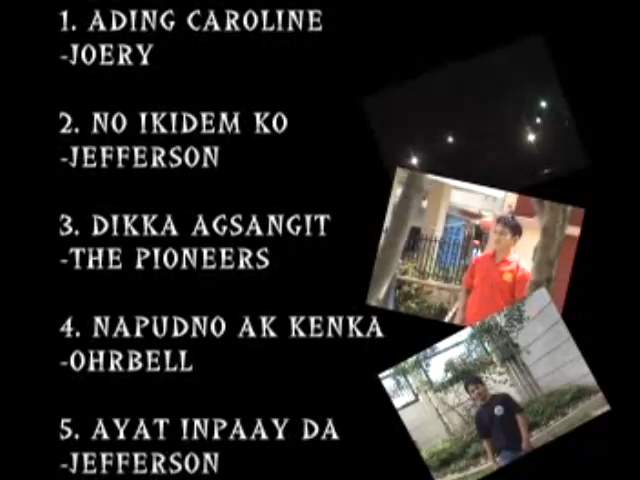 1. ADING CAROLINE
-JOERY
2. NO IKIDEM KO
-JEFFERSON
3. DIKKA AGSANGIT
-THE PIONEERS
4. NAPUDNO AK KENKA
-OHRBELL
5. AYAT INPAAY DA
-JEFFERSON